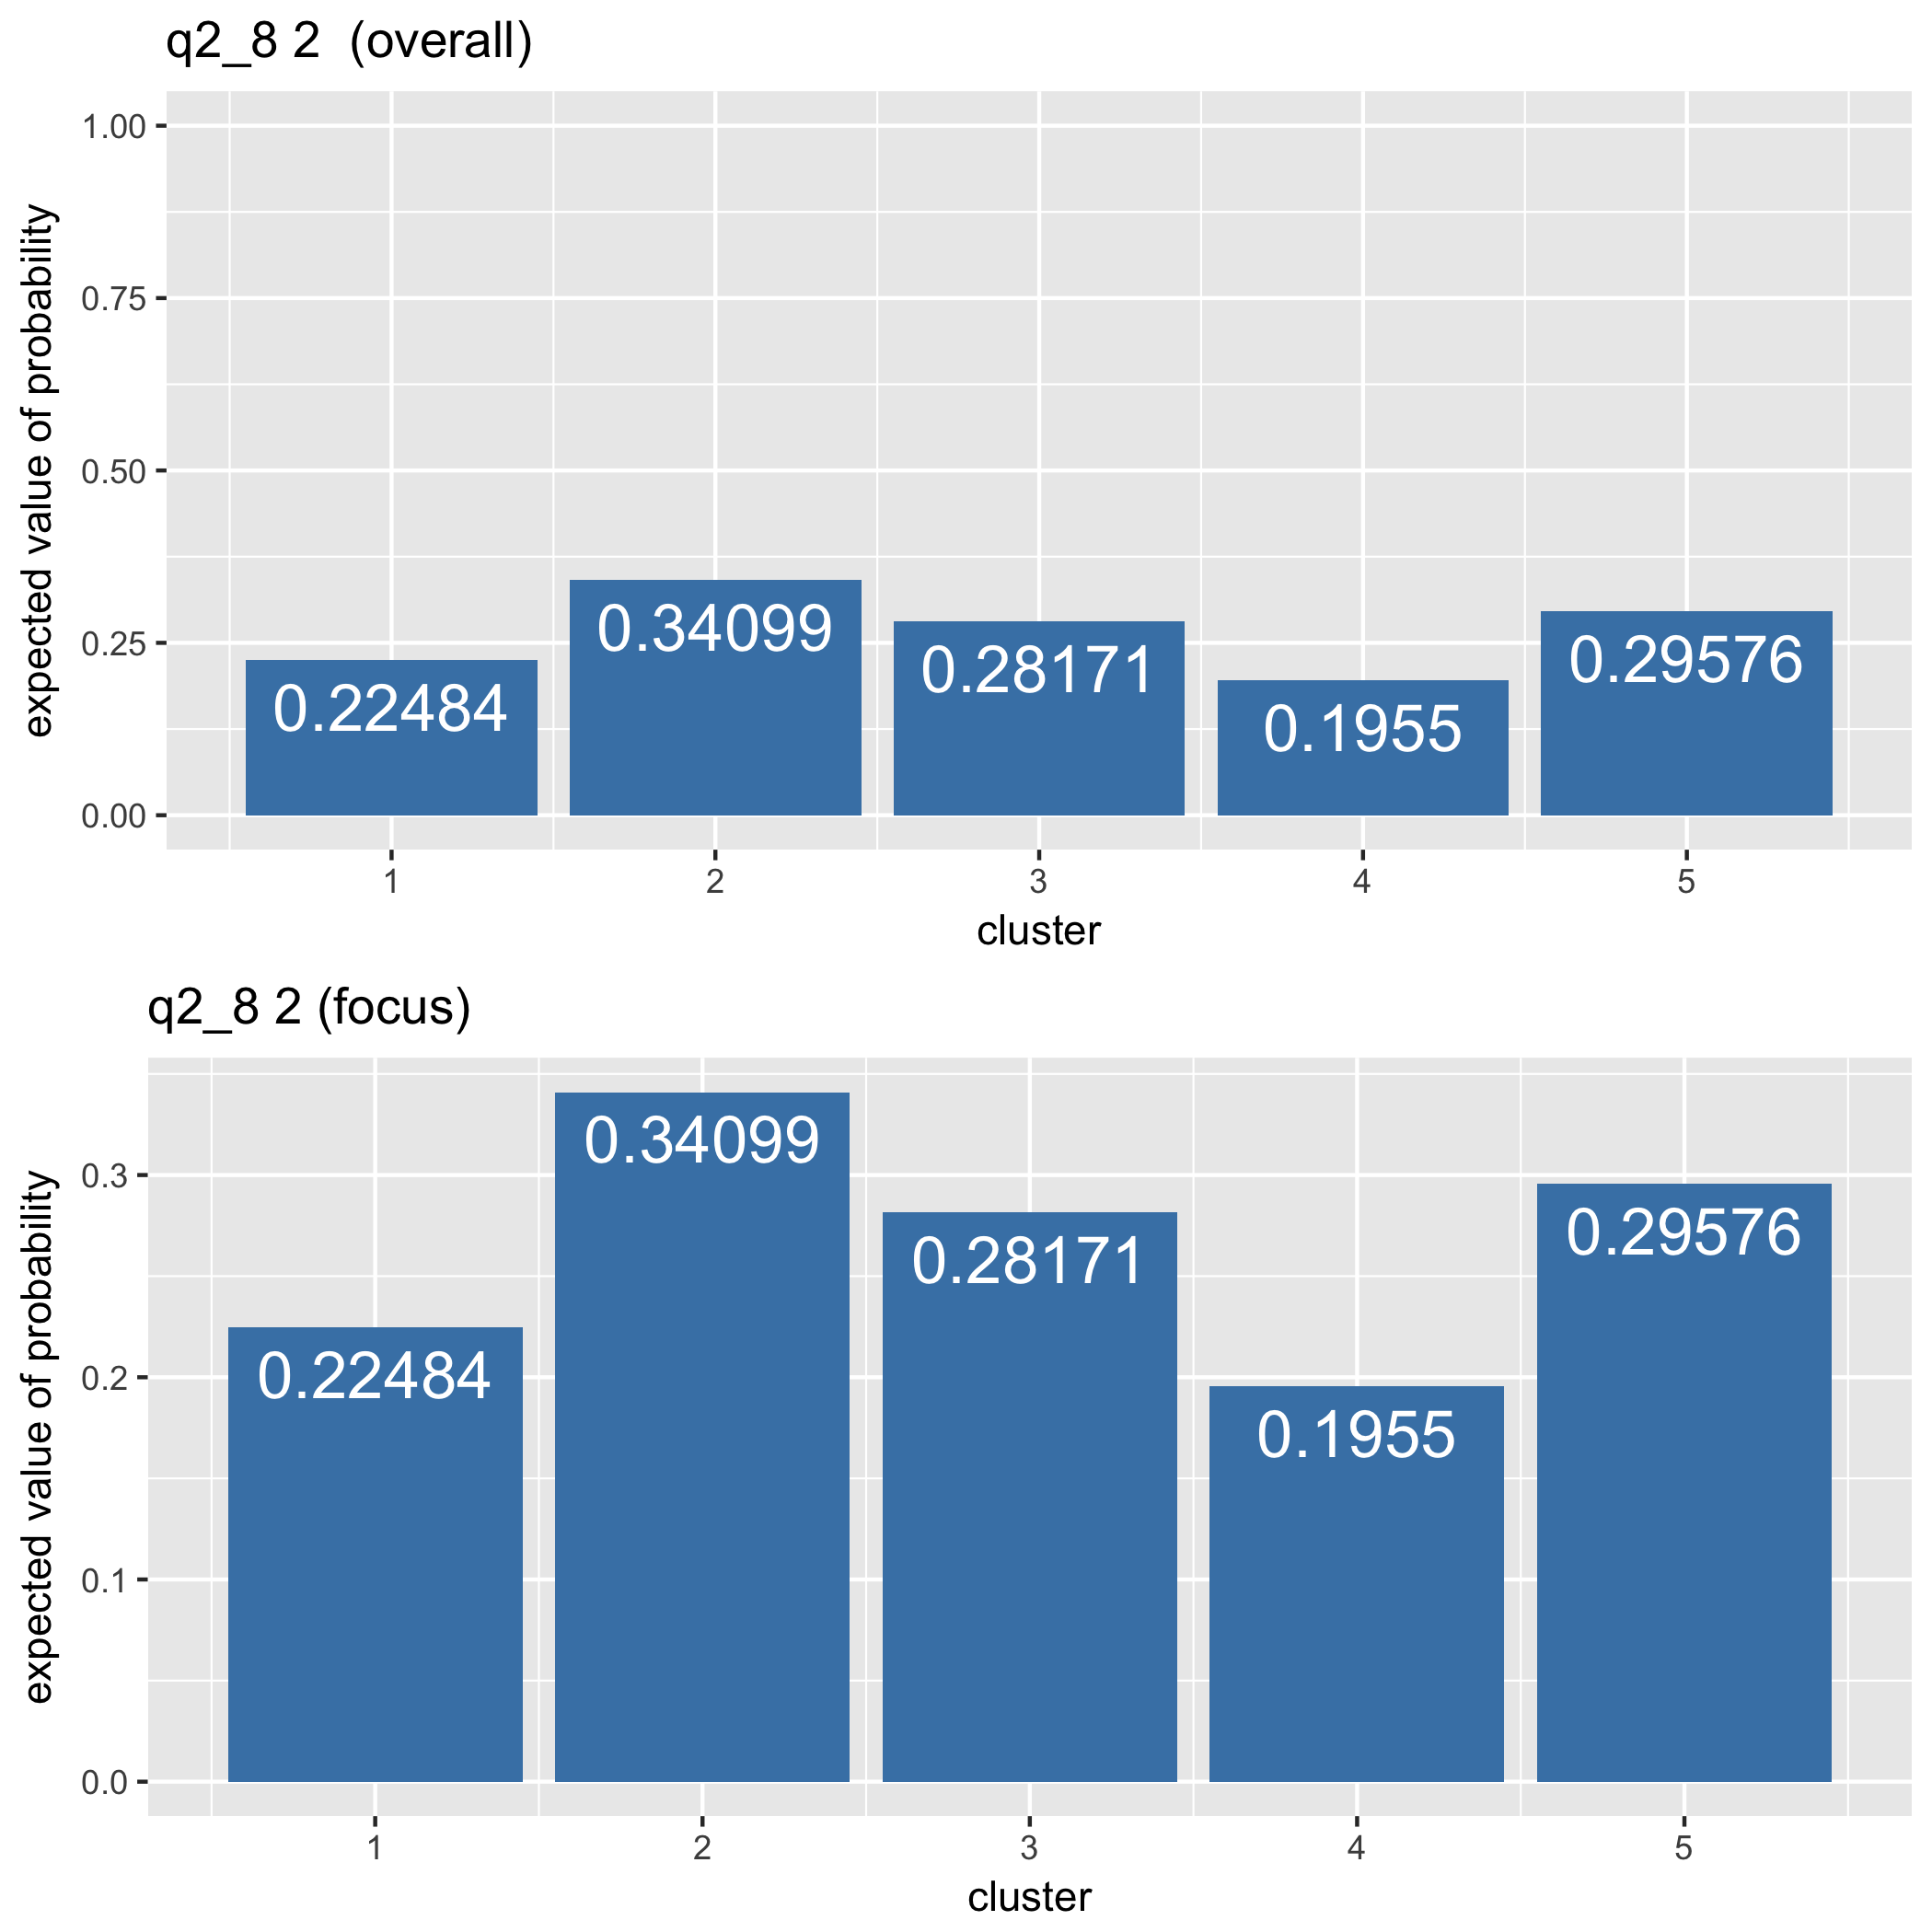 q2_8 2  (overall)
expected value of probability
1.00
0.75
0.50
0.25
0.00
0.22484
0.34099
0.28171
0.1955
0.29576
1 2 3 4 5
cluster
q2_8 2 (focus)
expected value of probability
0.3
0.2
0.1
0.0
0.22484
0.34099
0.28171
0.1955
0.29576
1 2 3 4 5
cluster